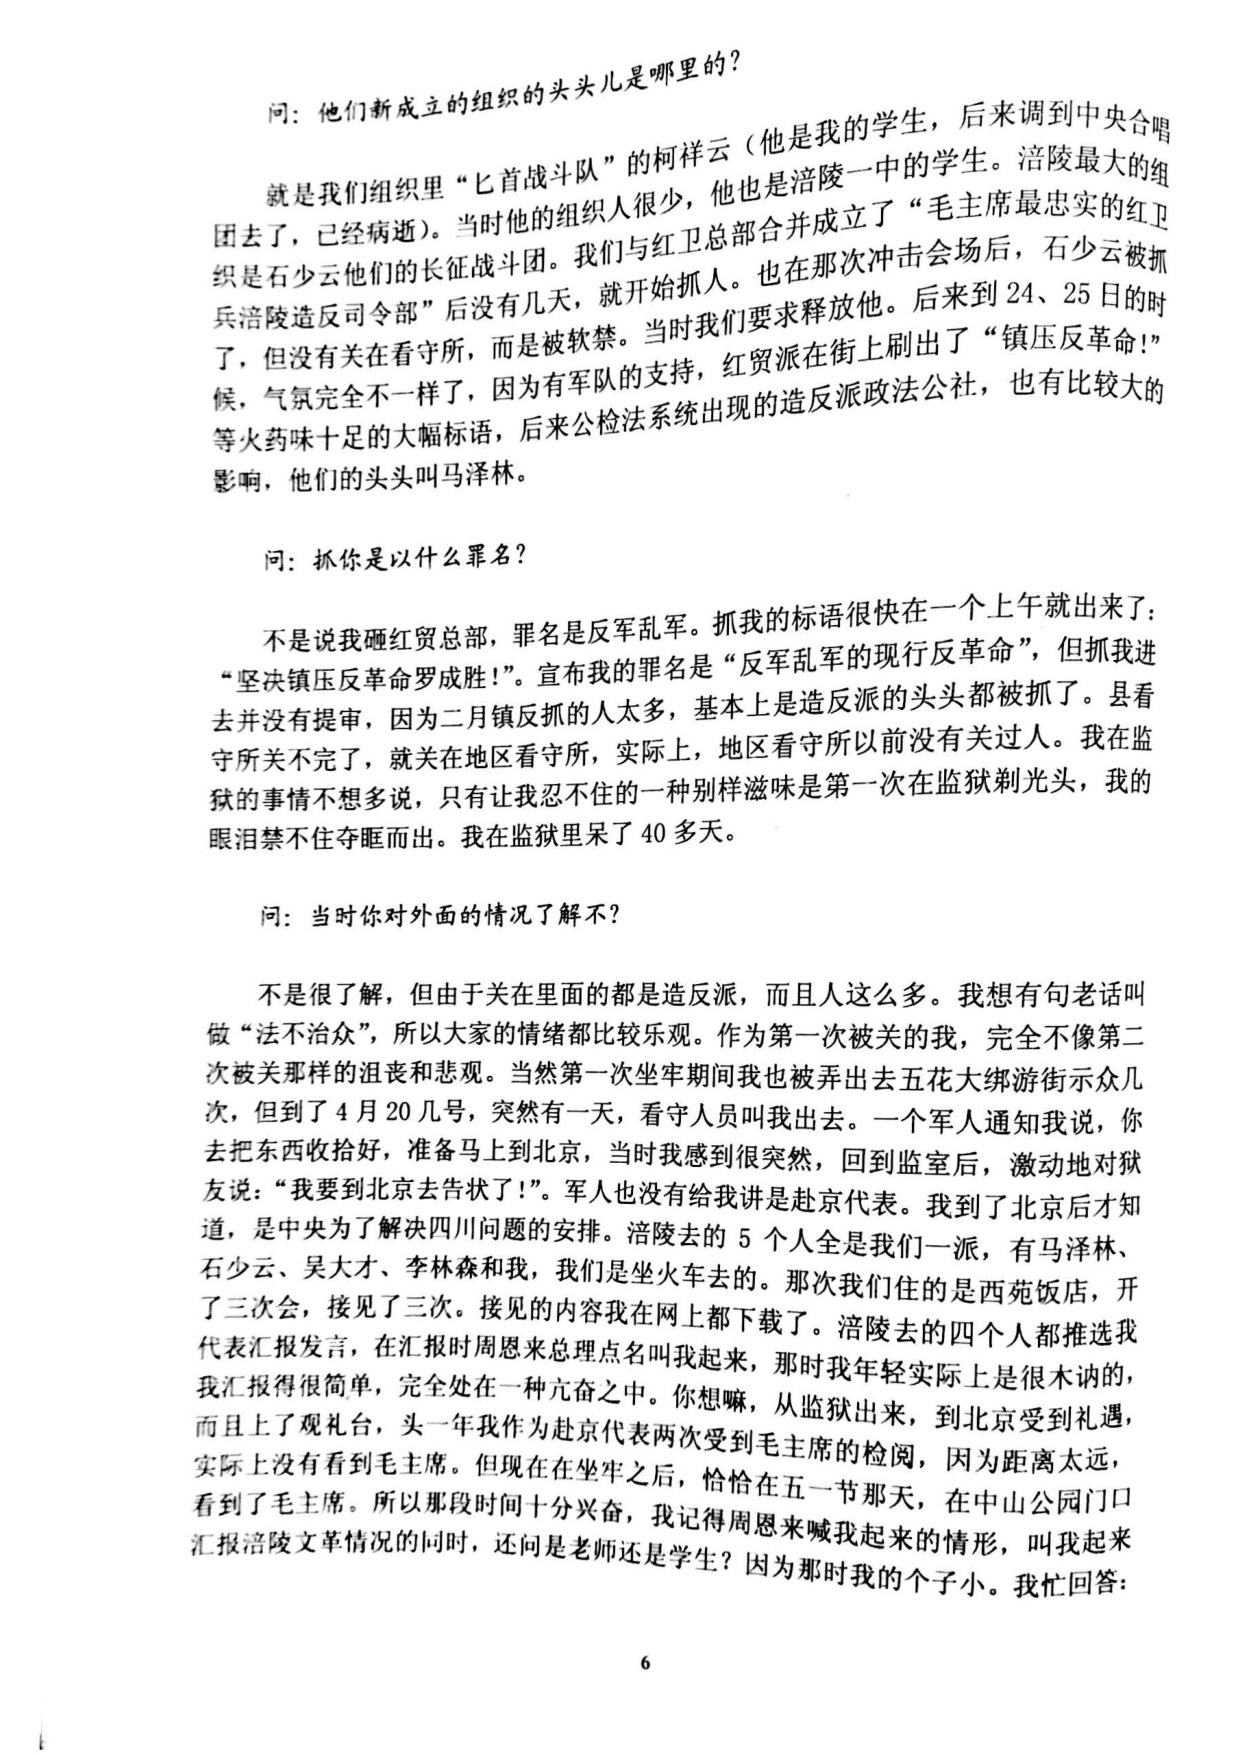 问：他们新成立的组织的头头儿是哪里的？
就是我们组织里“匕首战斗队”的柯祥云（他是我的学生，后来调到中央合唱
团去了，已经病逝）。当时他的组织人很少，他也是涪陵一中的学生。涪陵最大的组
织是石少云他们的长征战斗团。我们与红卫总部合并成立了“毛主席最忠实的红卫
兵涪陵造反司令部”后没有几天，就开始抓人。也在那次冲击会场后，石少云被抓
了，但没有关在看守所，而是被软禁。当时我们要求释放他。后来到24、25日的时
候，气氛完全不一样了，因为有军队的支持，红贸派在街上刷出了“镇压反革命！”
等火药味十足的大幅标语，后来公检法系统出现的造反派政法公社，也有比较大的
影响，他们的头头叫马泽林。
问：抓你是以什么罪名？
不是说我砸红贸总部，罪名是反军乱军。抓我的标语很快在一个上午就出来了：
“坚决镇压反革命罗成胜！”。宣布我的罪名是“反军乱军的现行反革命”，但抓我进
去并没有提审，因为二月镇反抓的人太多，基本上是造反派的头头都被抓了。县看
守所关不完了，就关在地区看守所，实际上，地区看守所以前没有关过人。我在监
狱的事情不想多说，只有让我忍不住的一种别样滋味是第一次在监狱剃光头，我的
眼泪禁不住夺眶而出。我在监狱里呆了40多天。
问：当时你对外面的情况了解不？
不是很了解，但由于关在里面的都是造反派，而且人这么多。我想有句老话叫
做“法不治众”，所以大家的情绪都比较乐观。作为第一次被关的我，完全不像第二
次被关那样的沮丧和悲观。当然第一次坐牢期间我也被弄出去五花大绑游街示众几
次，但到了4月20几号，突然有一天，看守人员叫我出去。一个军人通知我说，你
去把东西收拾好，准备马上到北京，当时我感到很突然，回到监室后，激动地对狱
友说：“我要到北京去告状了！”。军人也没有给我讲是赴京代表。我到了北京后才知
道，是中央为了解决四川问题的安排。涪陵去的5个人全是我们一派，有马泽林、
石少云、吴大才、李林森和我，我们是坐火车去的。那次我们住的是西苑饭店，开
了三次会，接见了三次。接见的内容我在网上都下载了。涪陵去的四个人都推选我
代表汇报发言，在汇报时周恩来总理点名叫我起来，那时我年轻实际上是很木讷的，
我汇报得很简单，完全处在一种亢奋之中。你想嘛，从监狱出来，到北京受到礼遇，
而且上了观礼台，头一年我作为赴京代表两次受到毛主席的检阅，因为距离太远，
实际上没有看到毛主席。但现在在坐牢之后，恰恰在五一节那天，在中山公园门口
看到了毛主席。所以那段时间十分兴奋，我记得周恩来喊我起来的情形，叫我起来
汇报涪陵文革情况的同时，还问是老师还是学生？因为那时我的个子小。我忙回答：
6